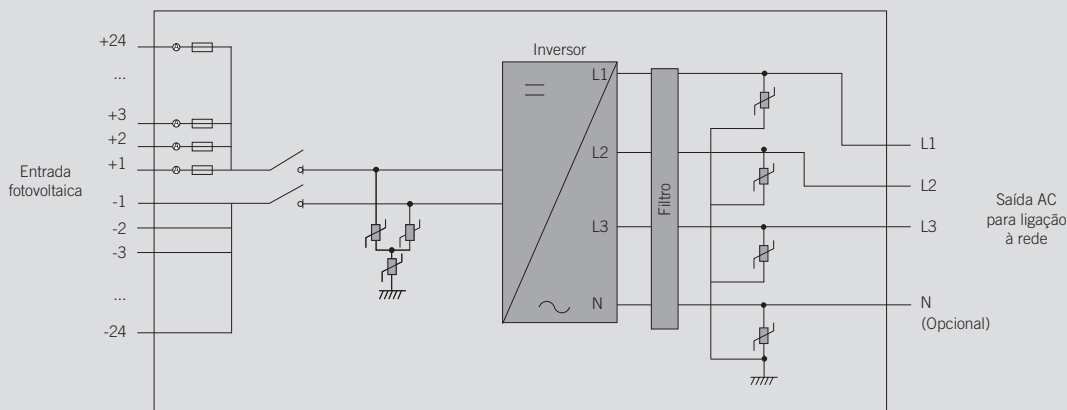 +24
...
+3
+2
+1
-1
-2
-3
...
-24
Entrada
fotovoltaica
A
A
A
A
Inversor
L1
L2
L3
N
Filtro
L1
L2
L3
N
(Opcional)
Saída AC
para ligação
à rede